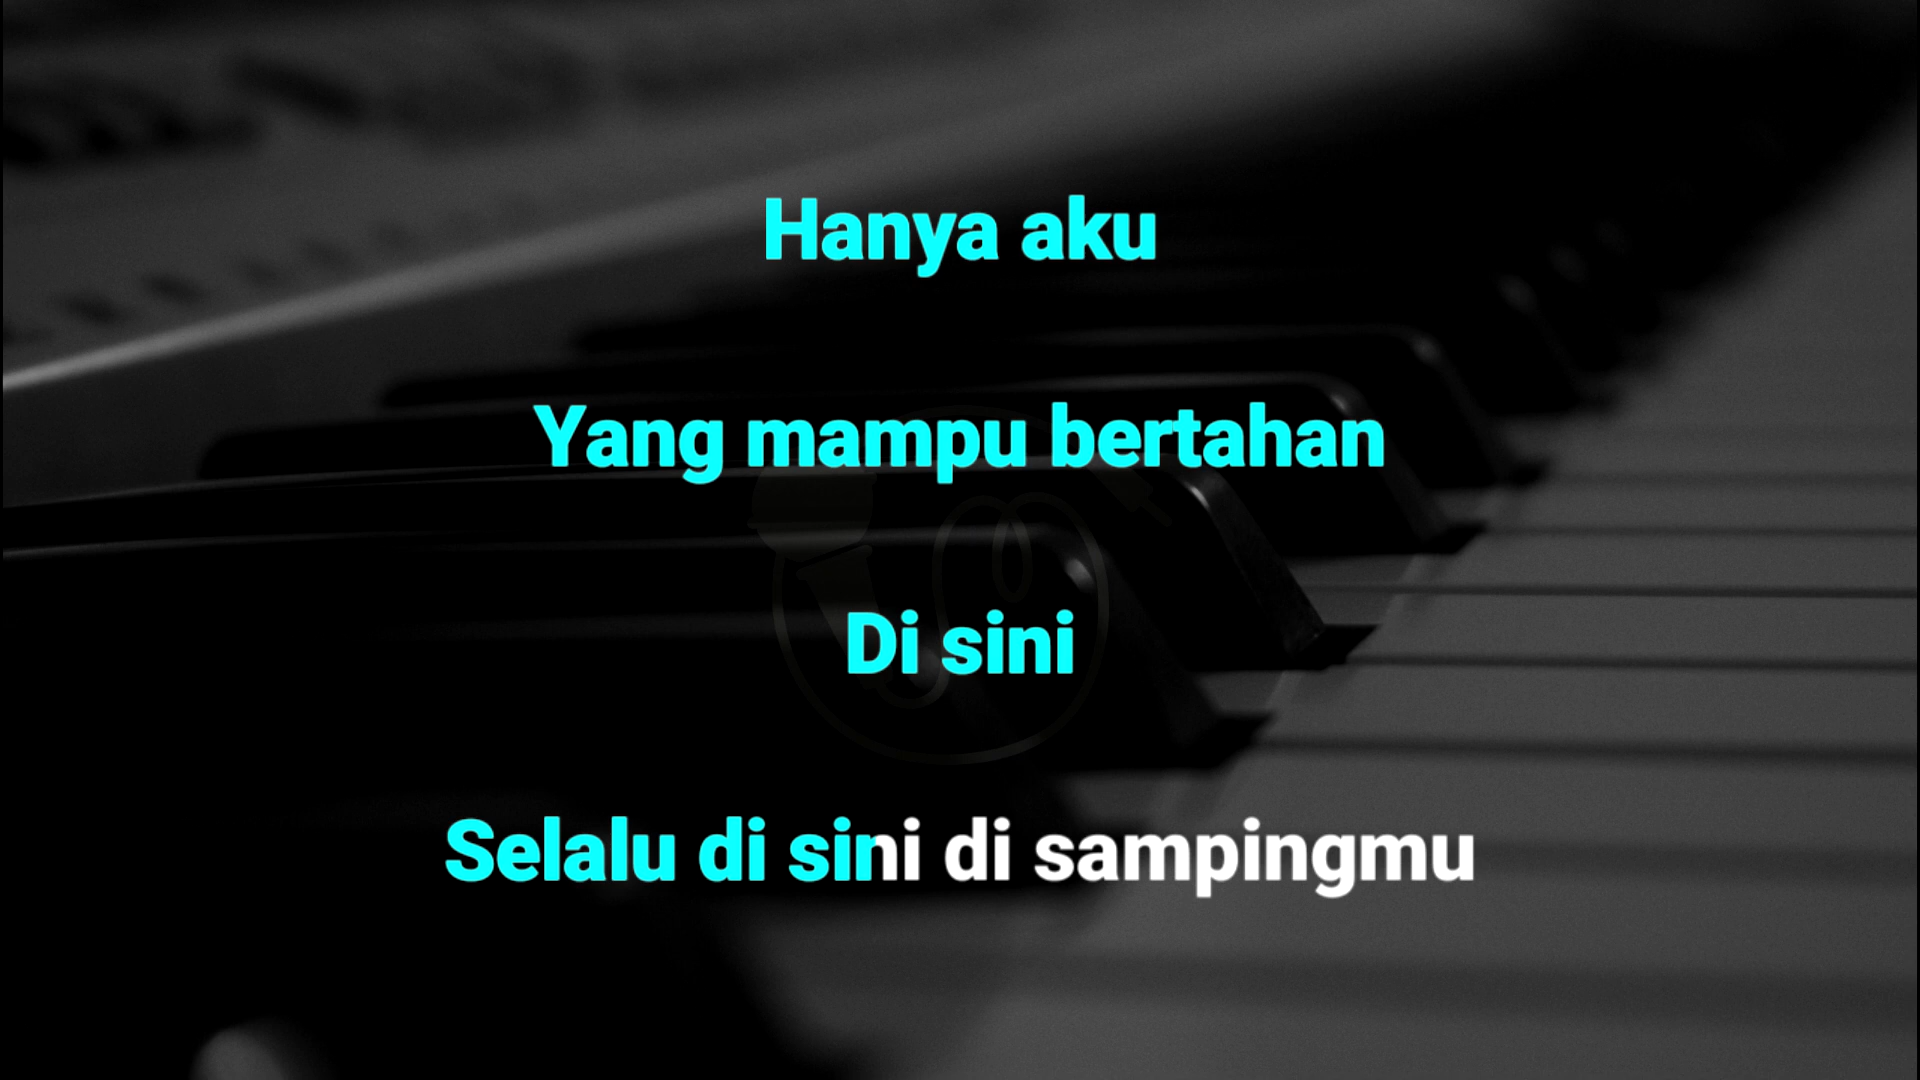 Hanya aku
Yang mampu bertahan
Di sini
Selalu di sini di sampingmu